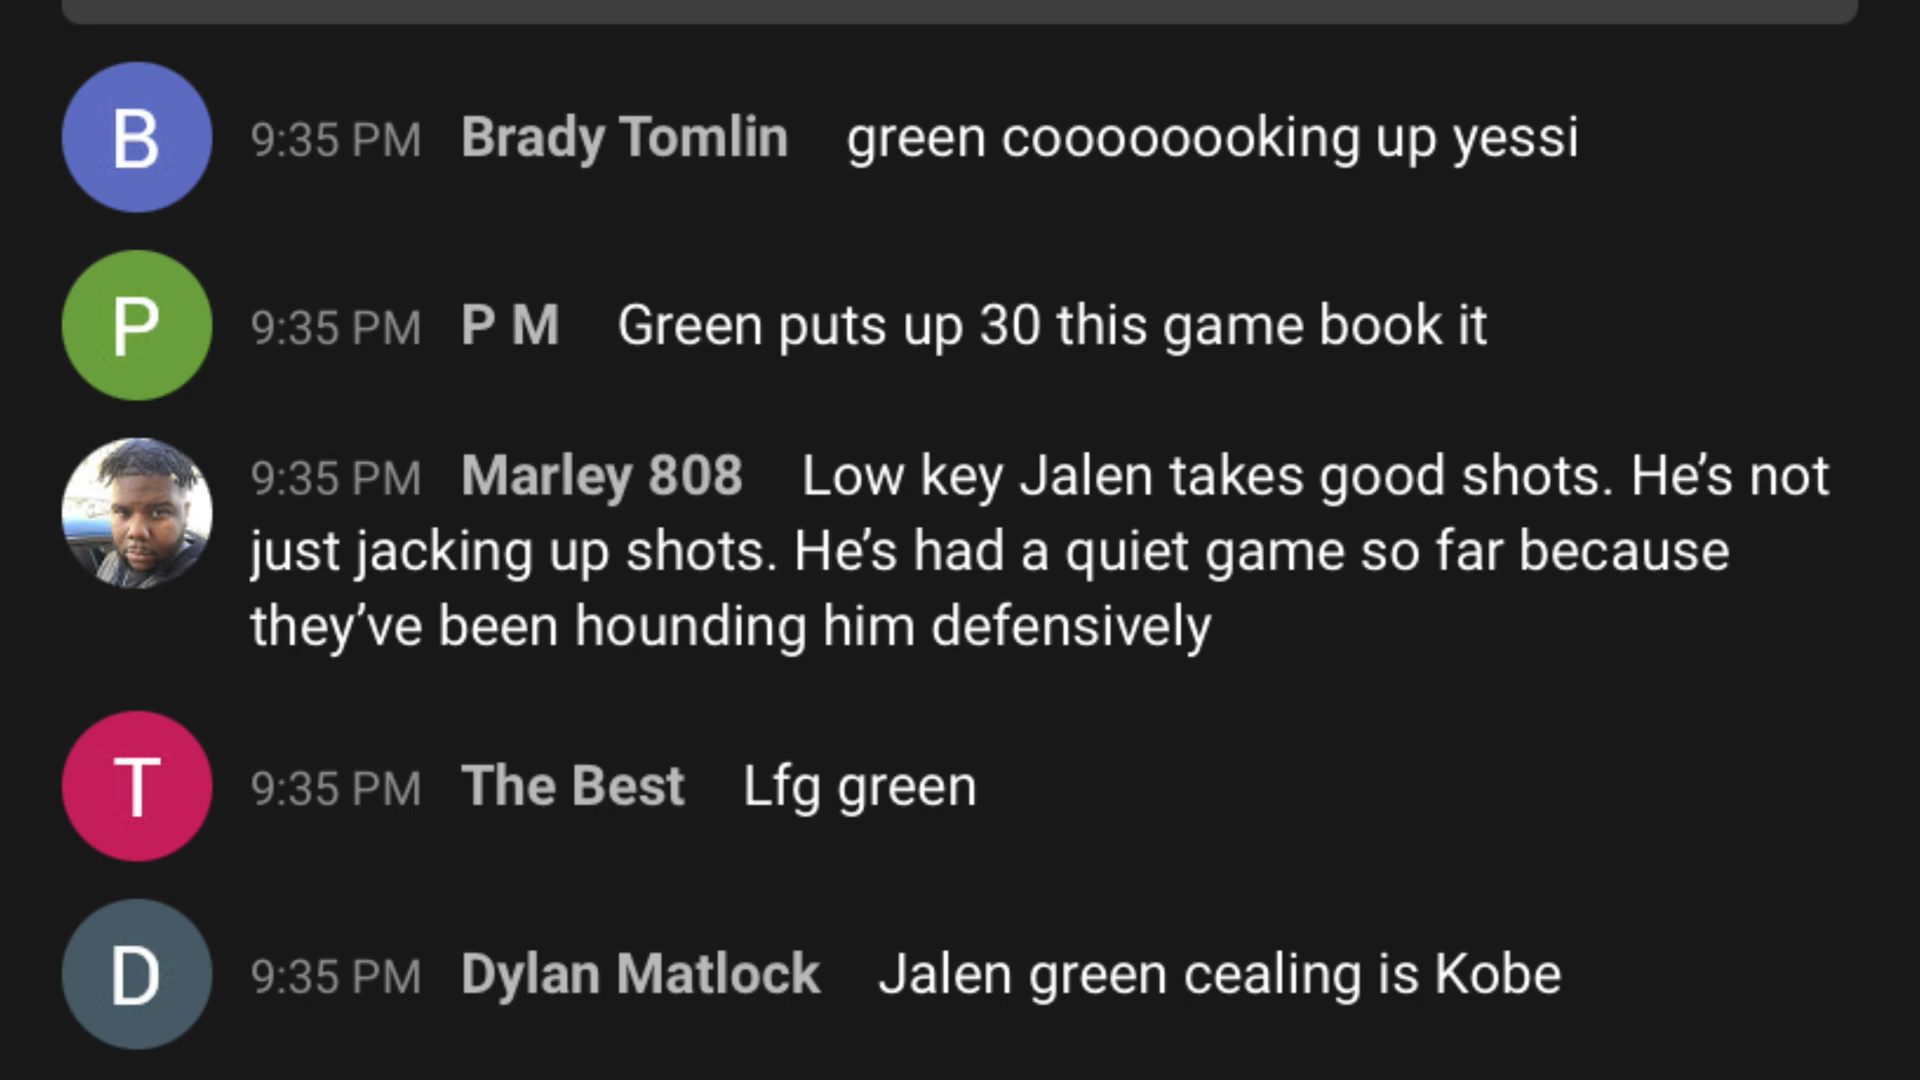 B 9:35 PM Brady Tomlin green coooooooking up yessi
P 9:35 PM P M Green puts up 30 this game book it
9:35 PM Marley 808 Low key Jalen takes good shots. He’s not
just jacking up shots. He’s had a quiet game so far because
they’ve been hounding him defensively
T 9:35 PM The Best Lfg green
D 9:35 PM Dylan Matlock Jalen green cealing is Kobe